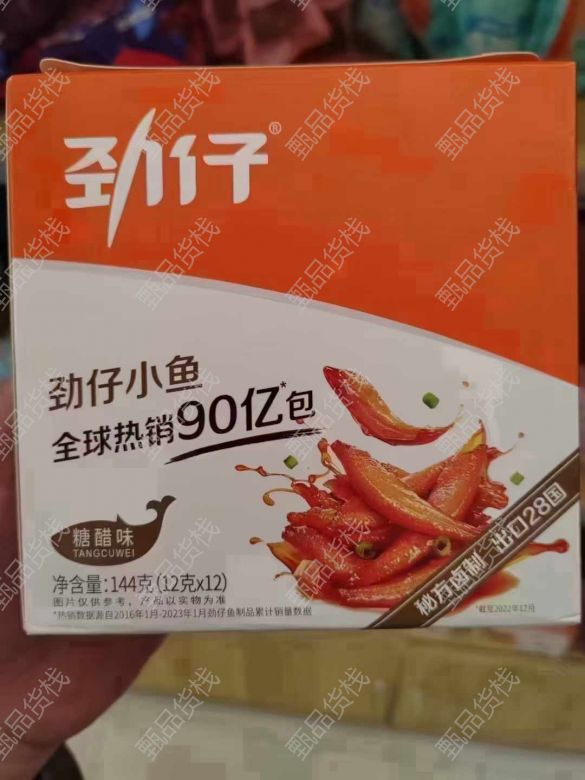 劲仔®
劲仔小鱼
全球热销90亿*包
糖醋味
TANGCUWEI
净含量:144克(12克x12)
图片仅供参考，产品以实物为准
*热销数据源自2016年1月-2023年1月劲仔鱼制品累计销量数据
秘方卤制 出口28国
*截至2022年12月
甄品货栈